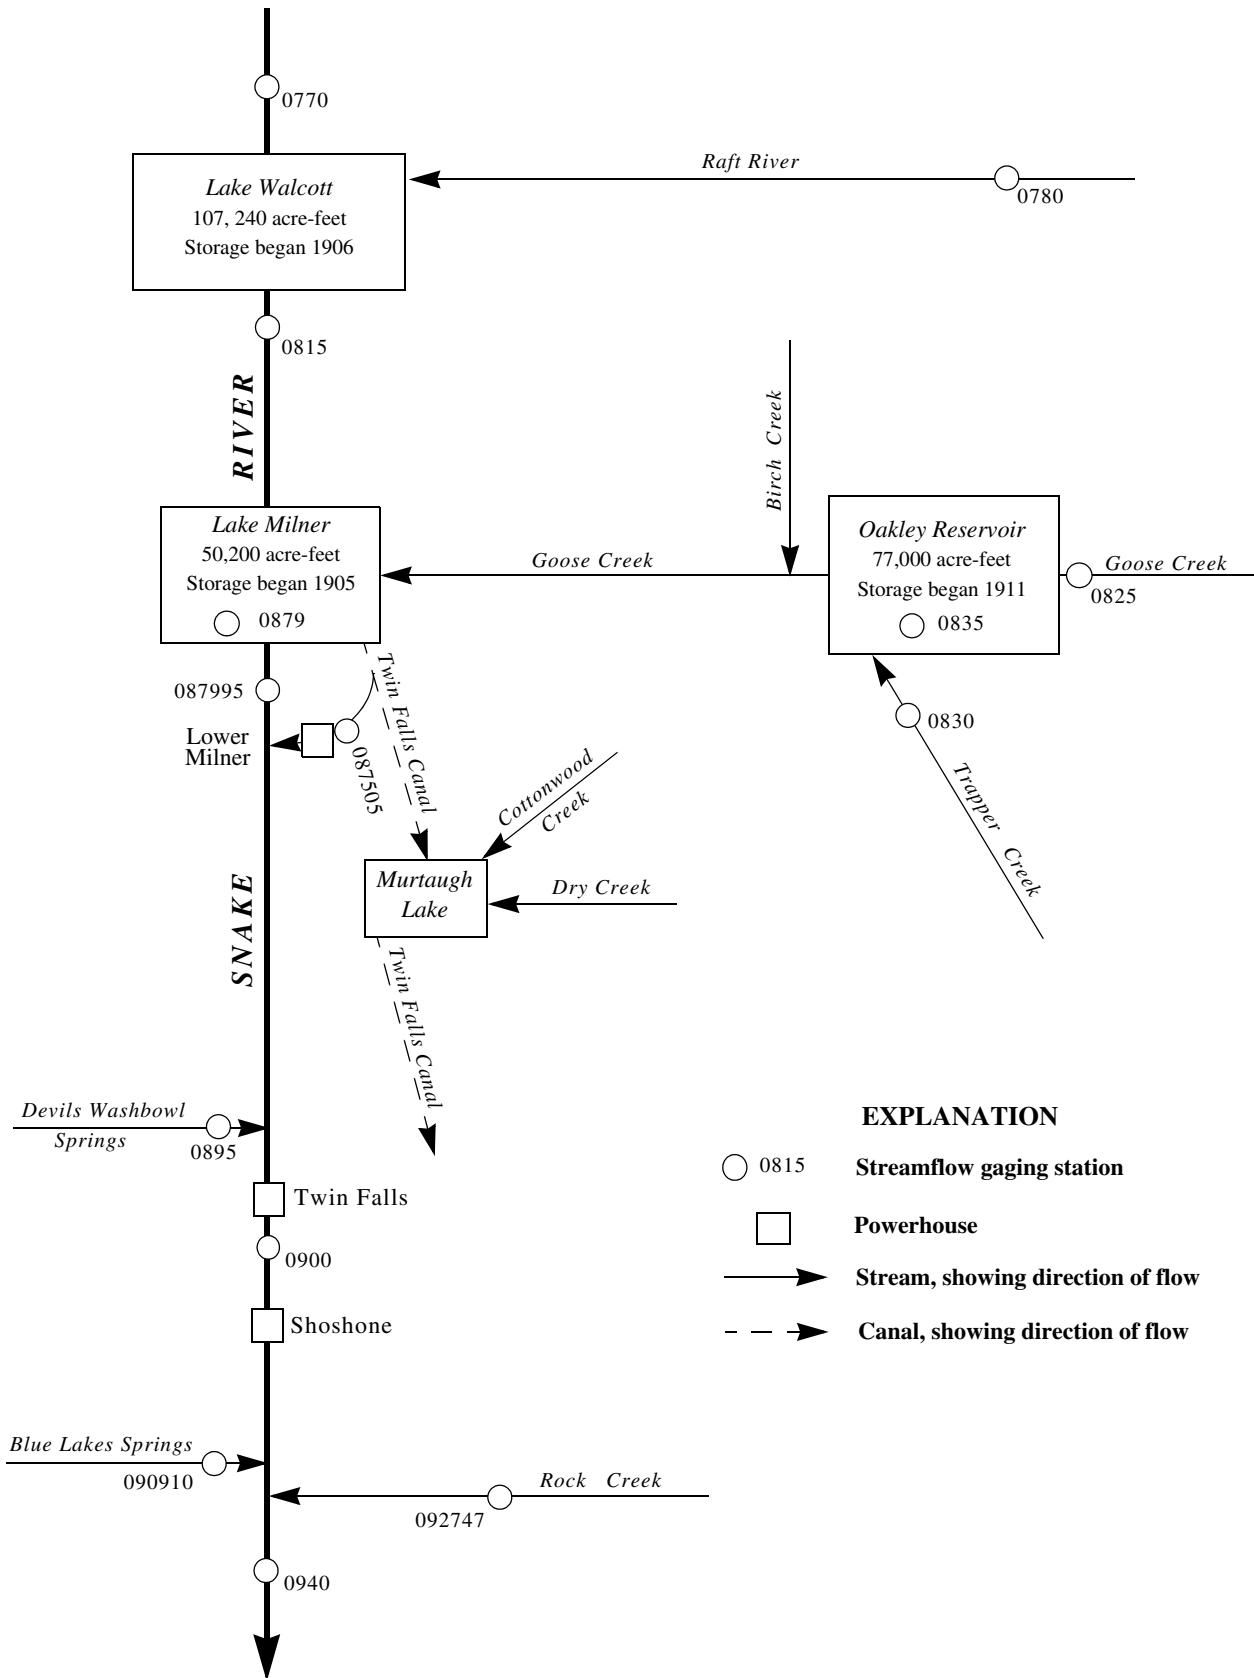 0770
Raft River
0780
Lake Walcott
107, 240 acre-feet
Storage began 1906
0815
RIVER
Birch Creek
Lake Milner
50,200 acre-feet
Storage began 1905
0879
Goose Creek
Oakley Reservoir
77,000 acre-feet
Storage began 1911
0835
Goose Creek
0825
087995
Lower
Milner
087505
Twin Falls Canal
0830
Trapper Creek
Cottonwood
Creek
Murtaugh
Lake
Dry Creek
SNAKE
Twin Falls Canal
Devils Washbowl
Springs
0895
Twin Falls
0900
Shoshone
Blue Lakes Springs
090910
Rock Creek
092747
0940
EXPLANATION
0815 Streamflow gaging station
Powerhouse
Stream, showing direction of flow
Canal, showing direction of flow